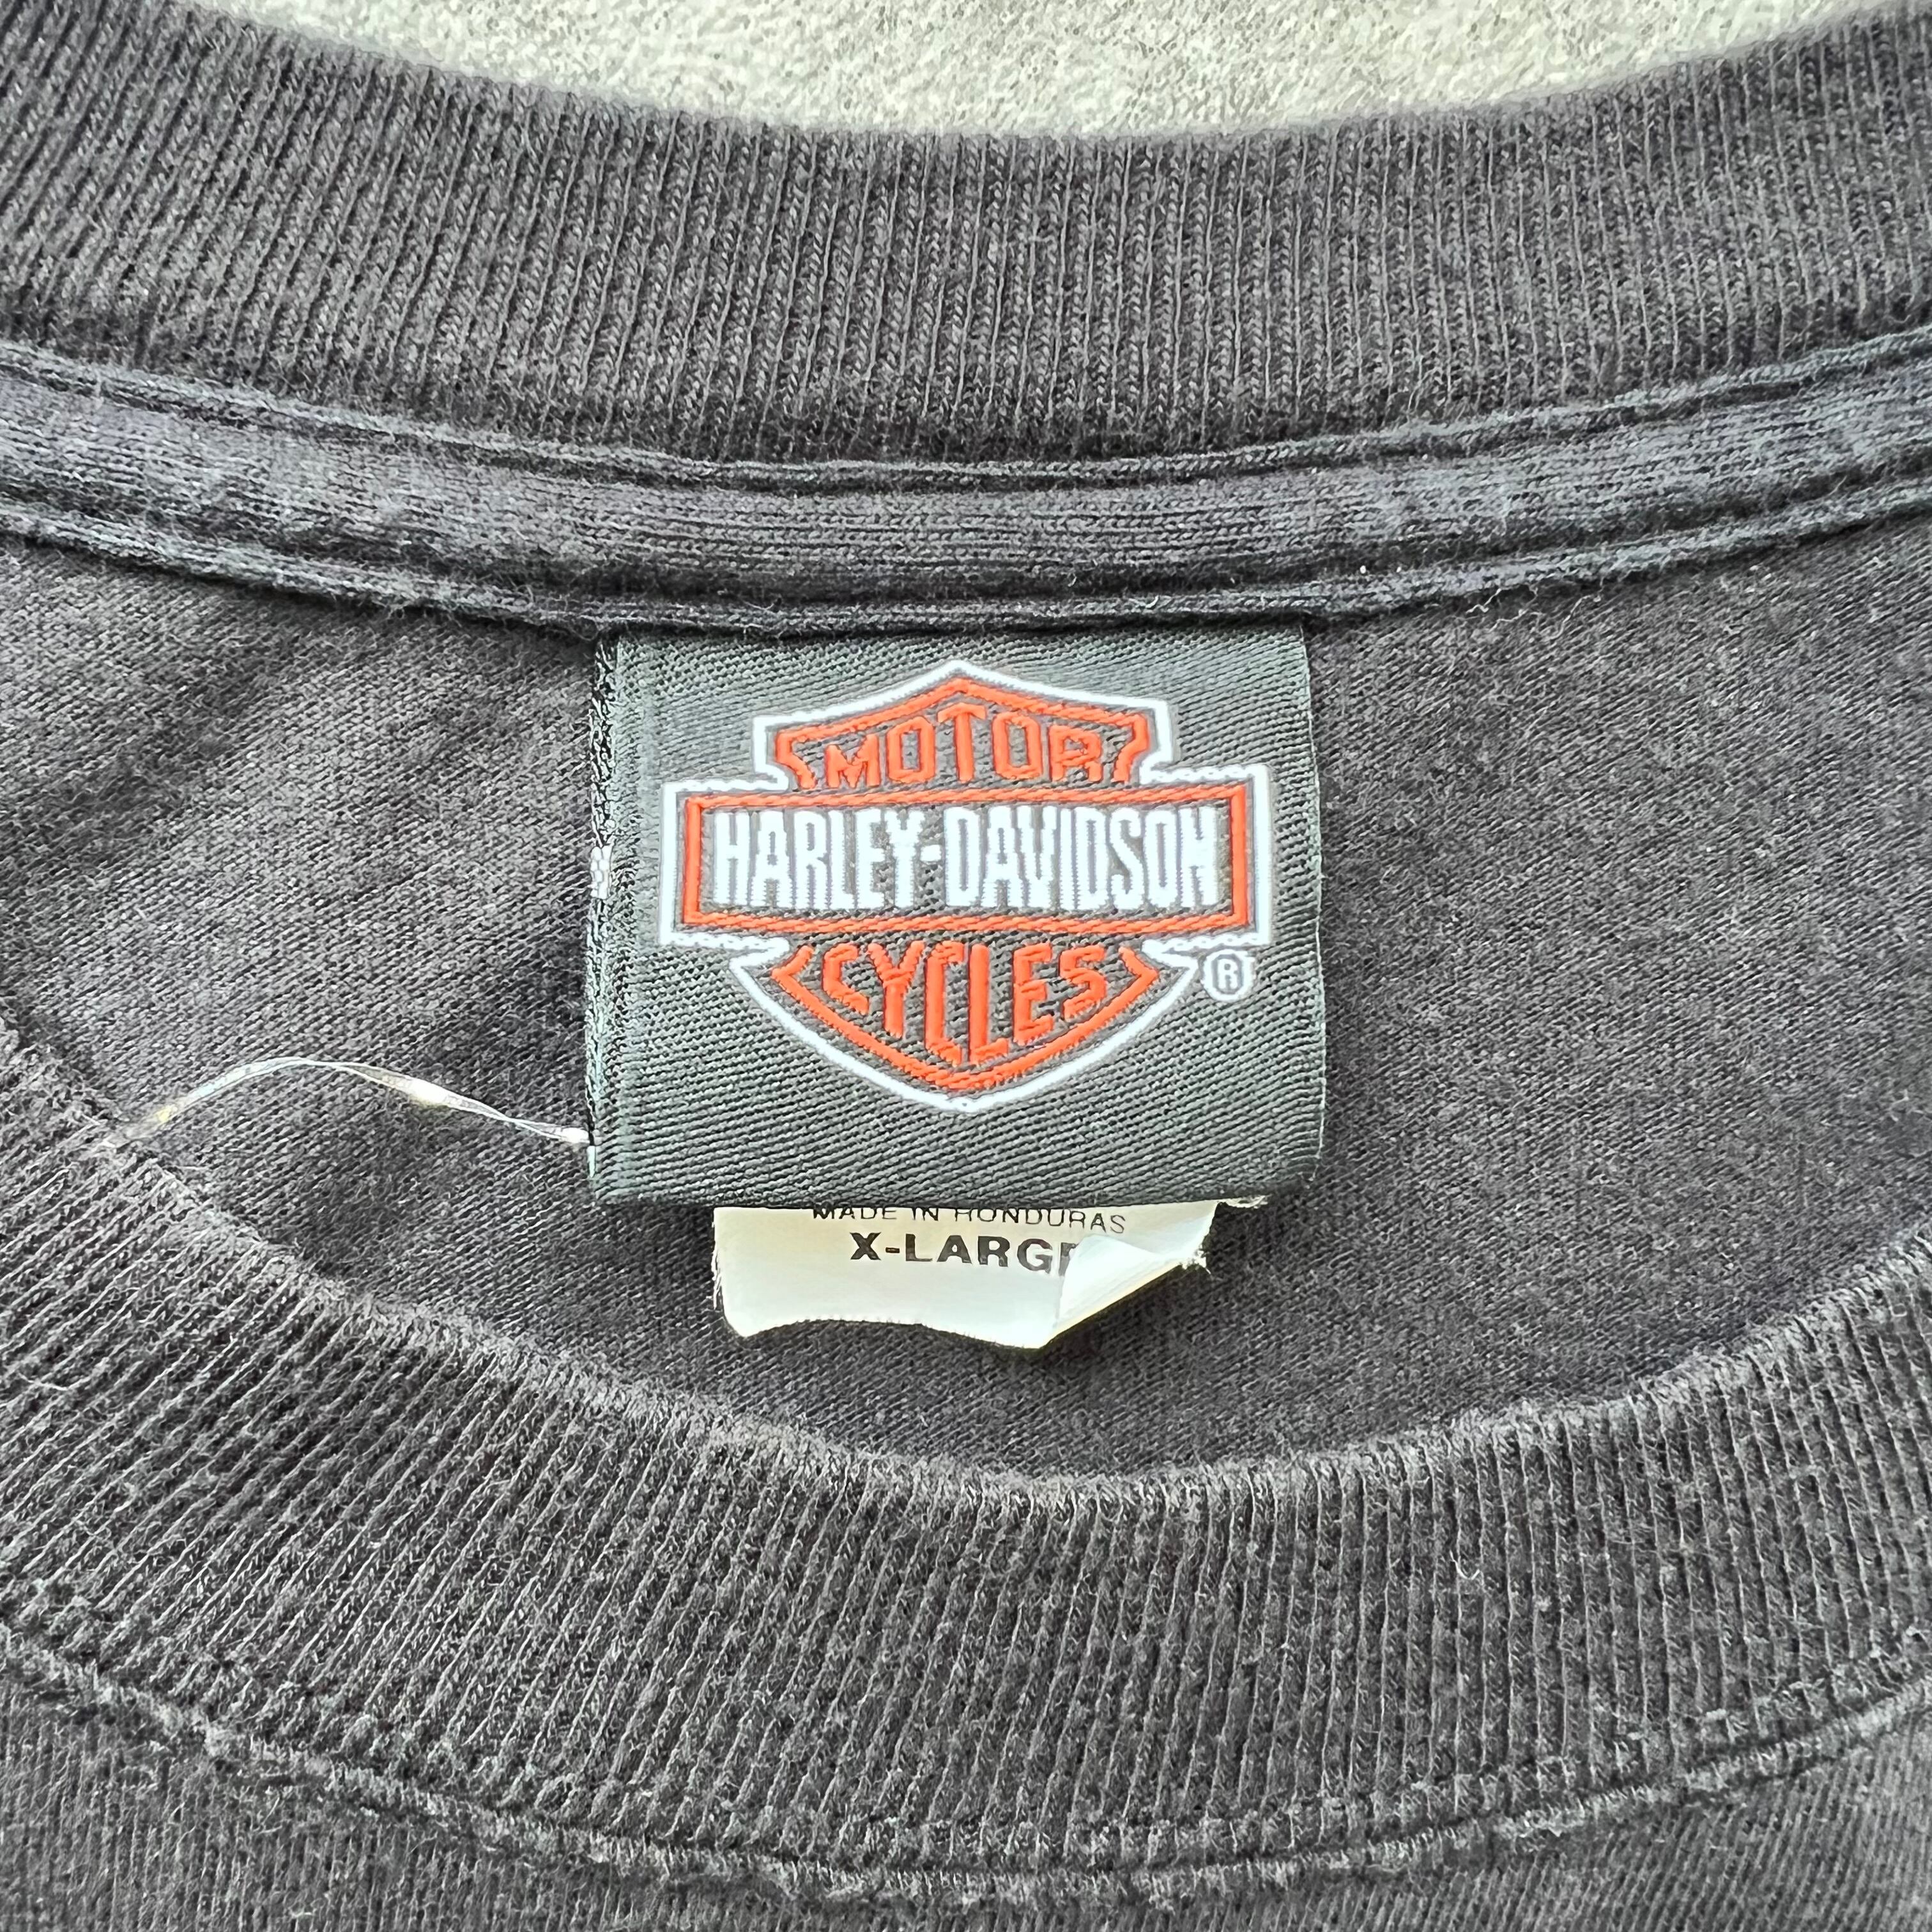 MOTOR
HARLEY-DAVIDSON
CYCLES
®
MADE IN HONDURAS
X-LARGE